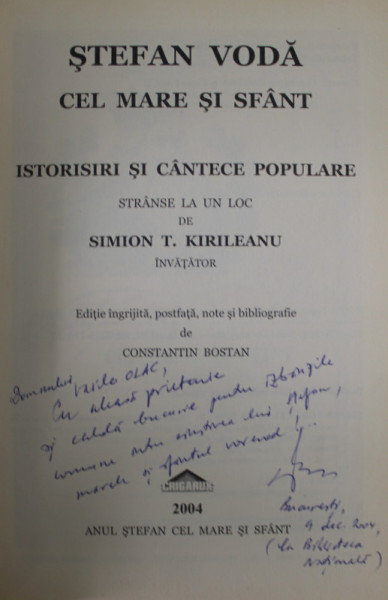 ŞTEFAN VODĂ
CEL MARE ŞI SFÂNT
ISTORISIRI ŞI CÂNTECE POPULARE
STRÂNSE LA UN LOC
DE
SIMION T. KIRILEANU
ÎNVĂŢĂTOR
Ediţie îngrijită, postfaţă, note şi bibliografie
de
CONSTANTIN BOSTAN
Domnului Vasile
Cu aleasă prietenie
şi caldă bucurie pentru izbânzile
comune întru cinstirea lui Ştefan,
marele şi sfântul voievod!
CRIGARUX
2004
ANUL ŞTEFAN CEL MARE ŞI SFÂNT
Bucureşti,
9 dec. 2004
(la Biblioteca
Naţională)